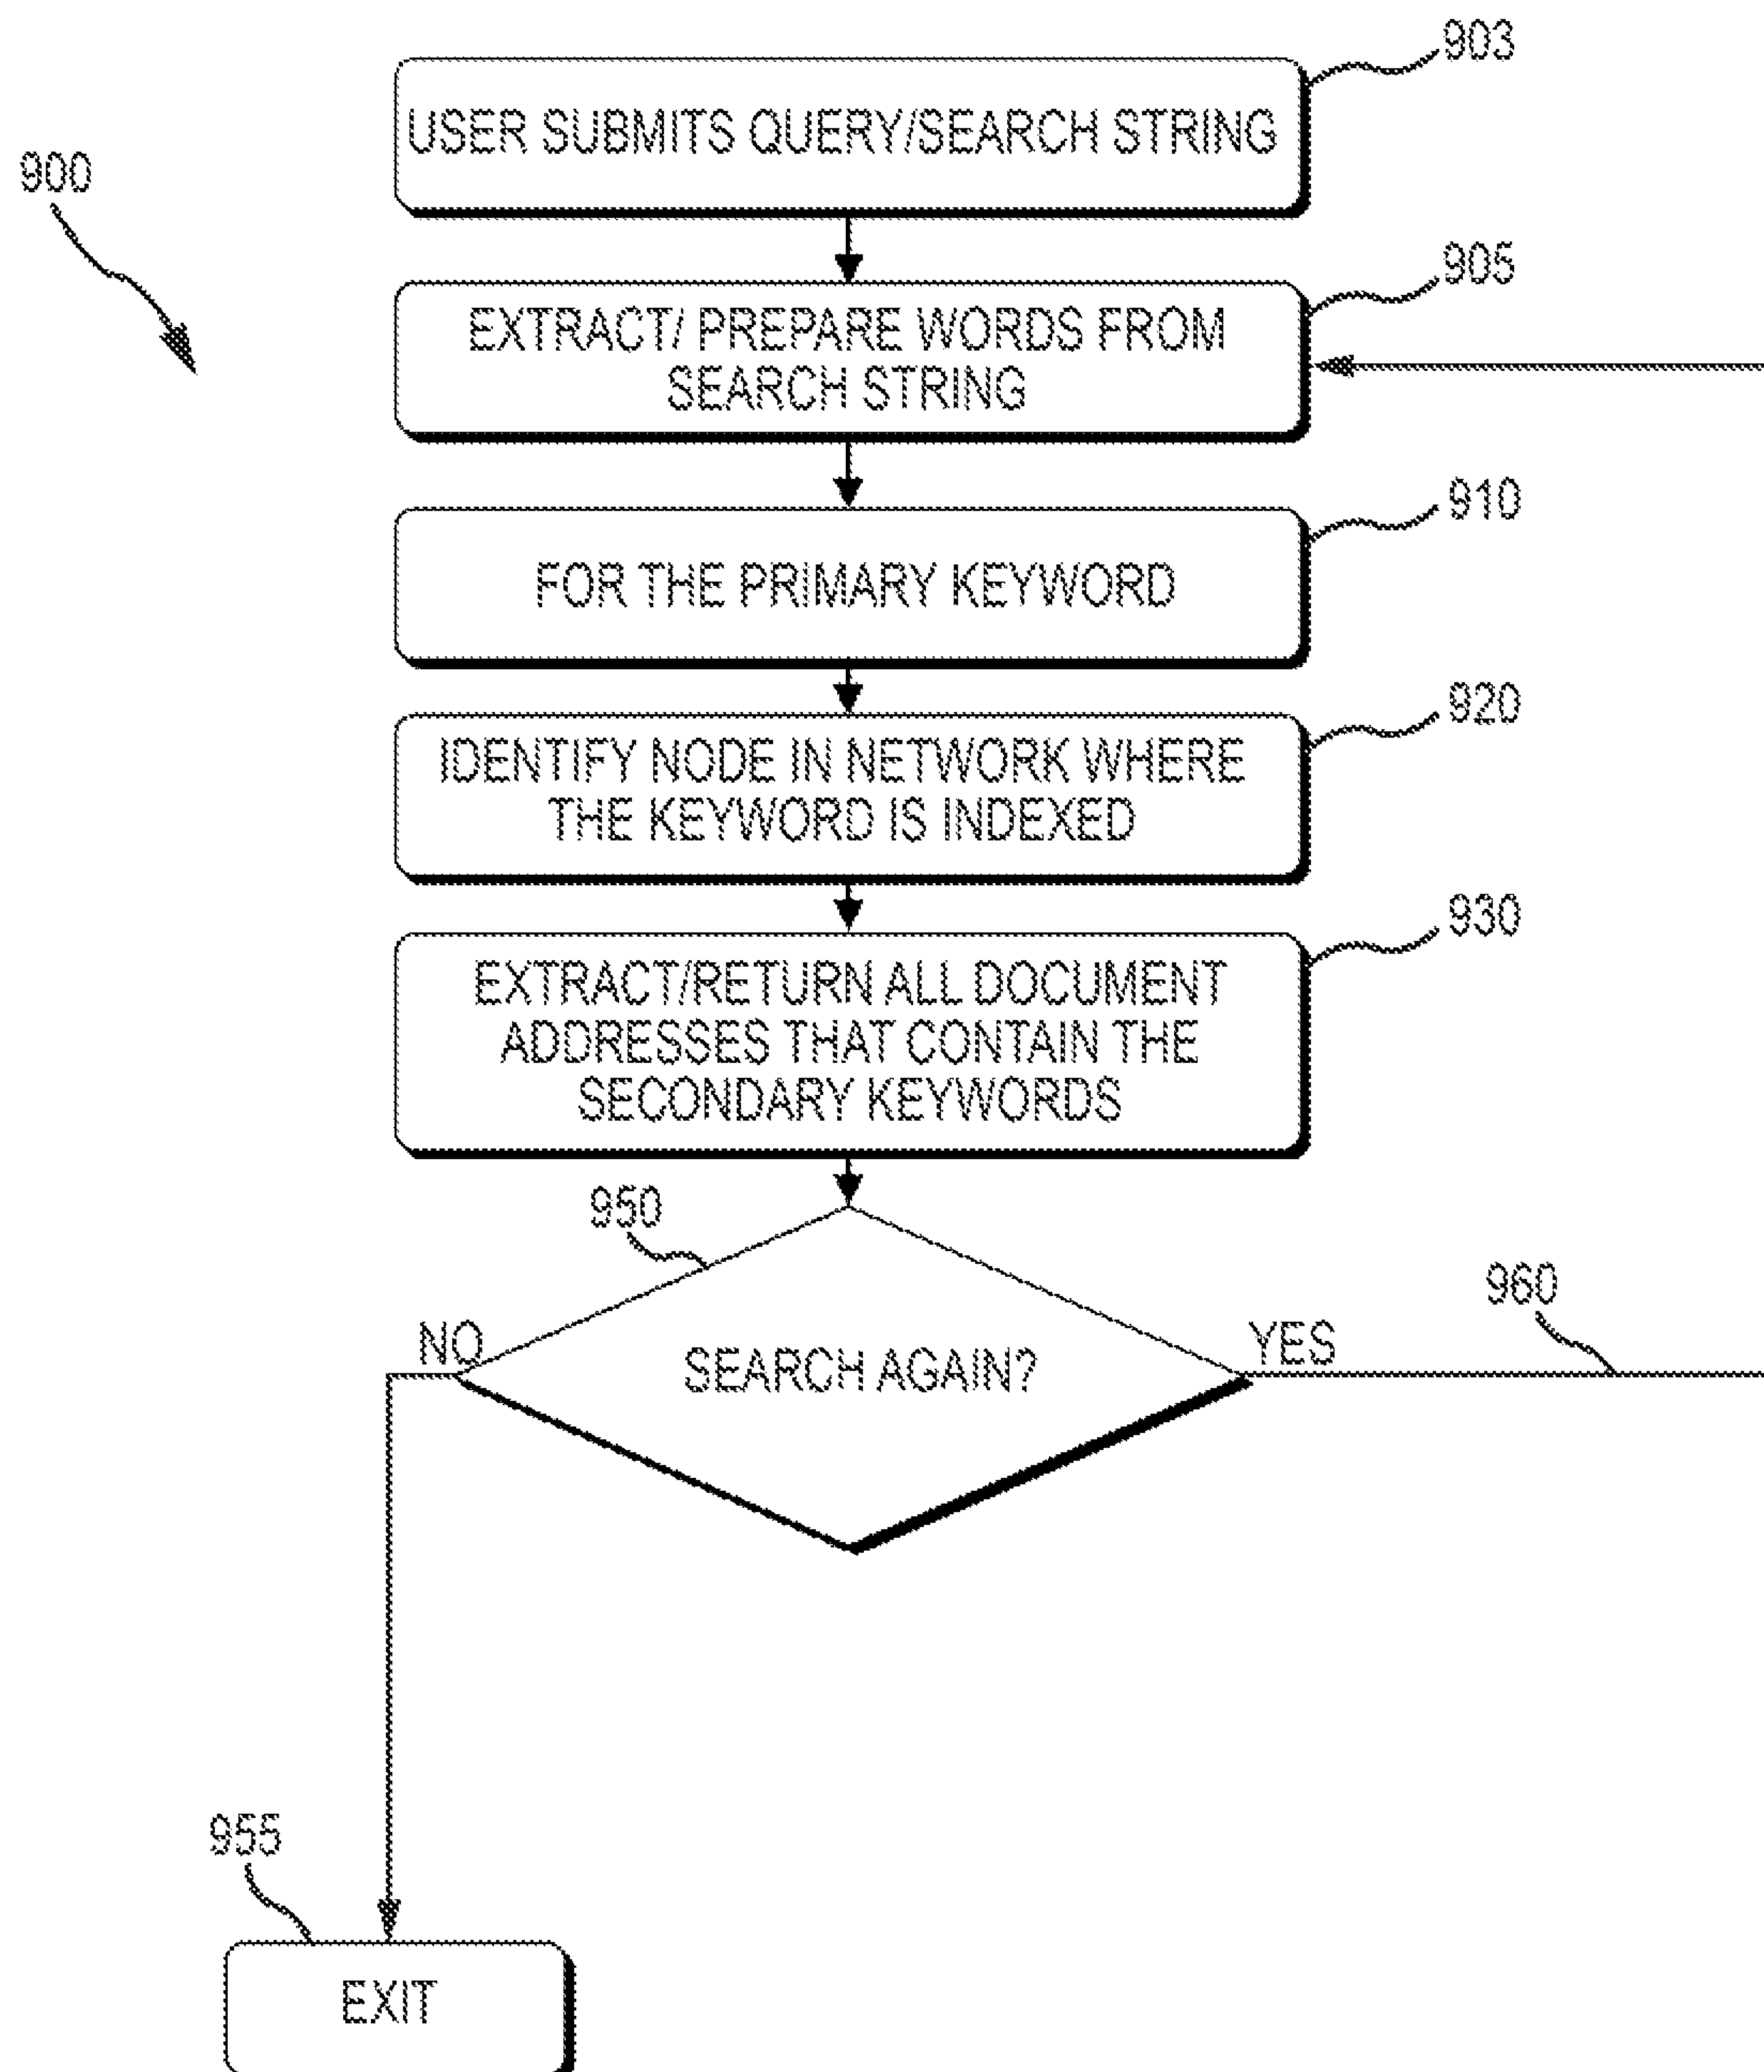 903
USER SUBMITS QUERY/SEARCH STRING
900
905
EXTRACT/ PREPARE WORDS FROM
SEARCH STRING
910
FOR THE PRIMARY KEYWORD
920
IDENTIFY NODE IN NETWORK WHERE
THE KEYWORD IS INDEXED
930
EXTRACT/RETURN ALL DOCUMENT
ADDRESSES THAT CONTAIN THE
SECONDARY KEYWORDS
950
960
NO
YES
SEARCH AGAIN?
955
EXIT